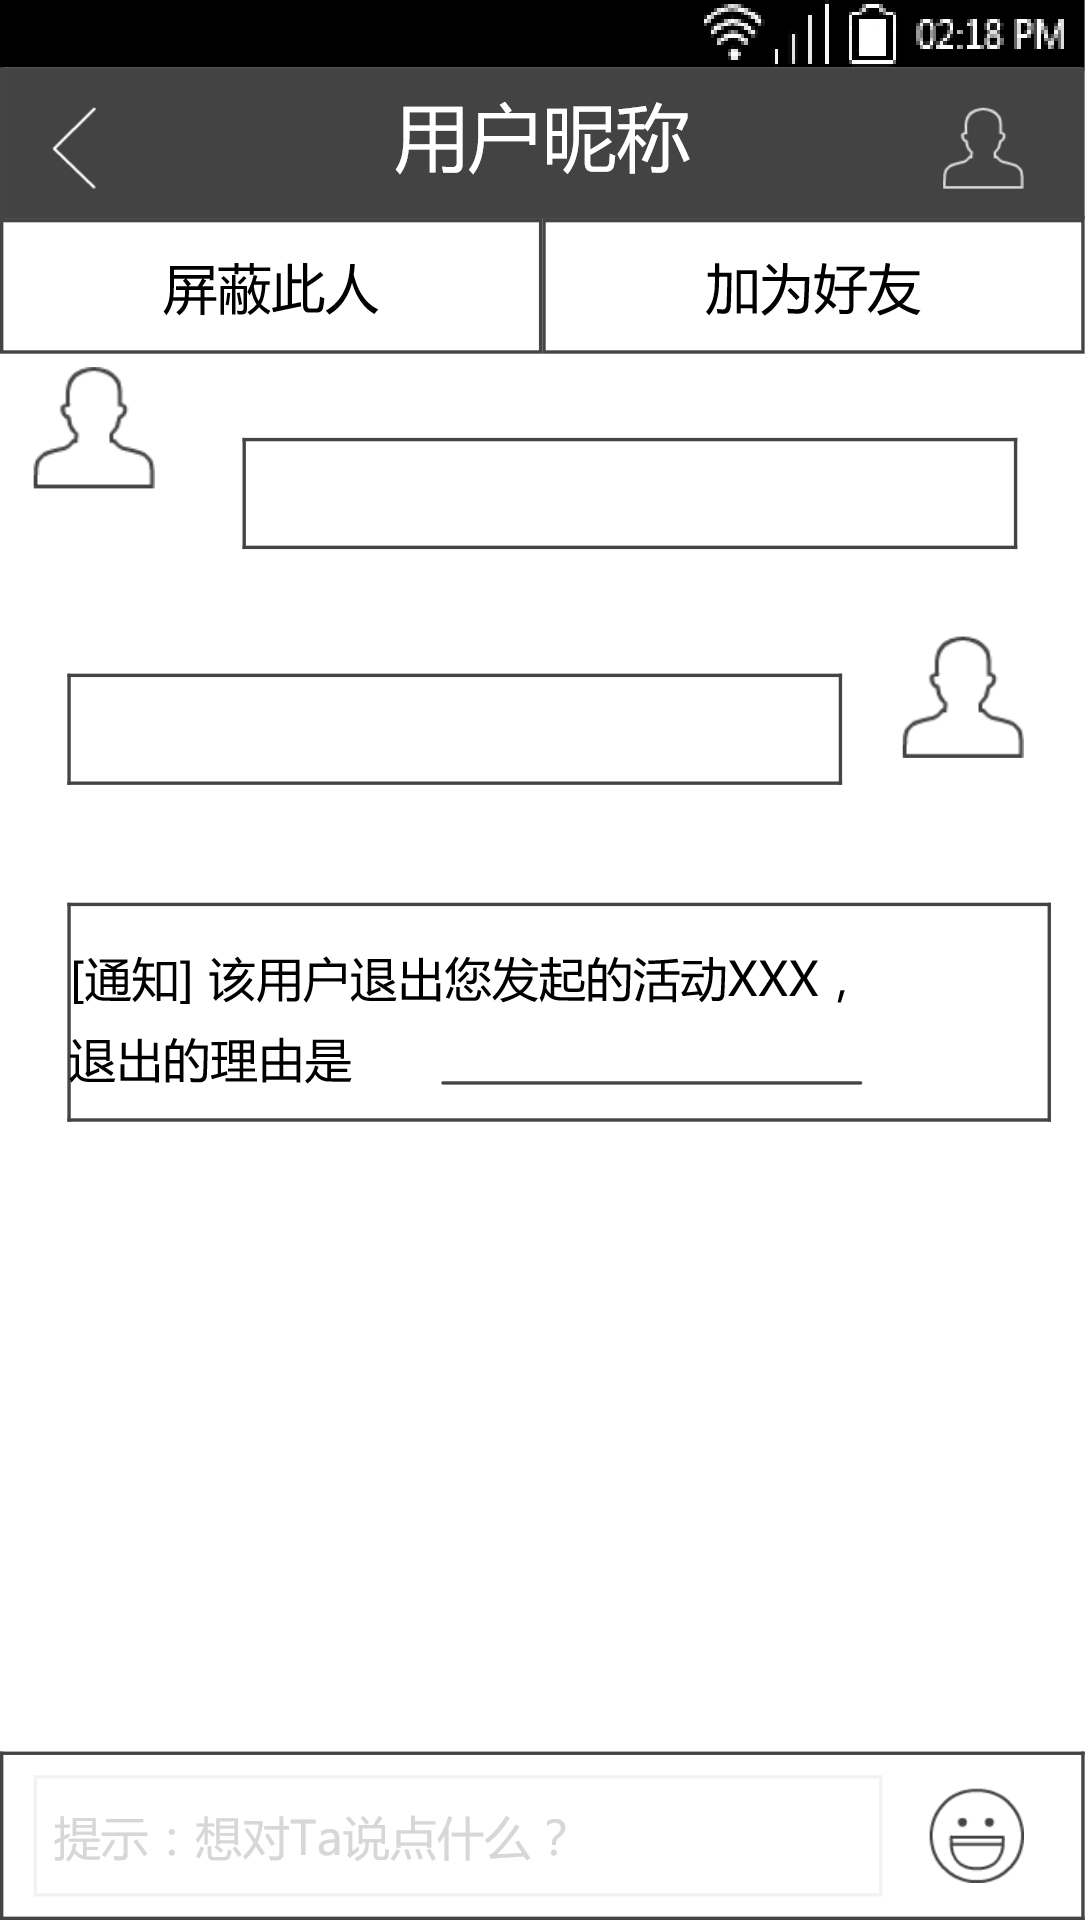 02:18 PM
用户昵称
屏蔽此人
加为好友
[通知] 该用户退出您发起的活动XXX，
退出的理由是
提示：想对Ta说点什么？